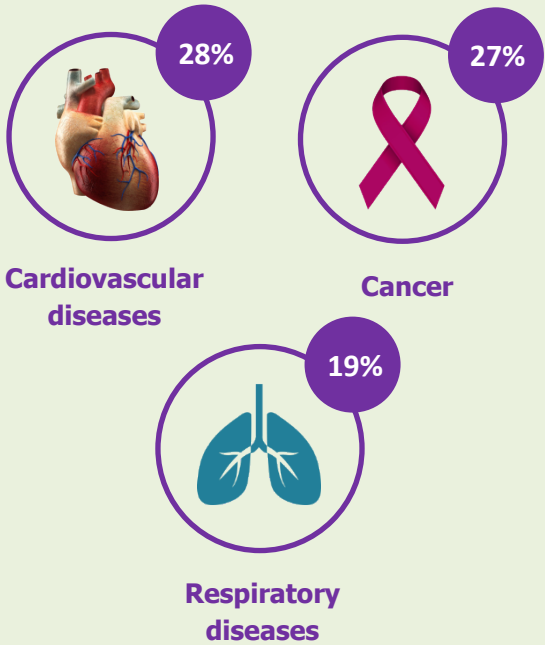 28%
27%
Cardiovascular
diseases
Cancer
19%
Respiratory
diseases